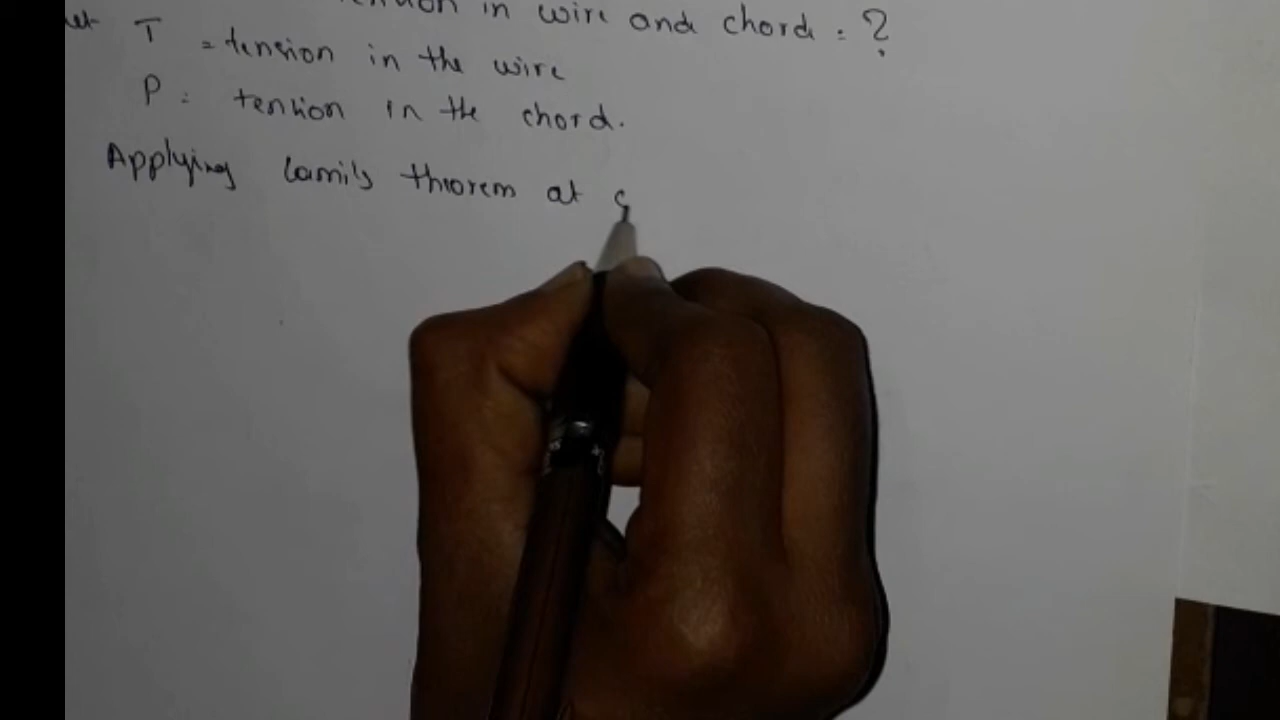 in wire and chord = ?
T = tension in the wire
P = tension in the chord.
Applying Lami's theorem at